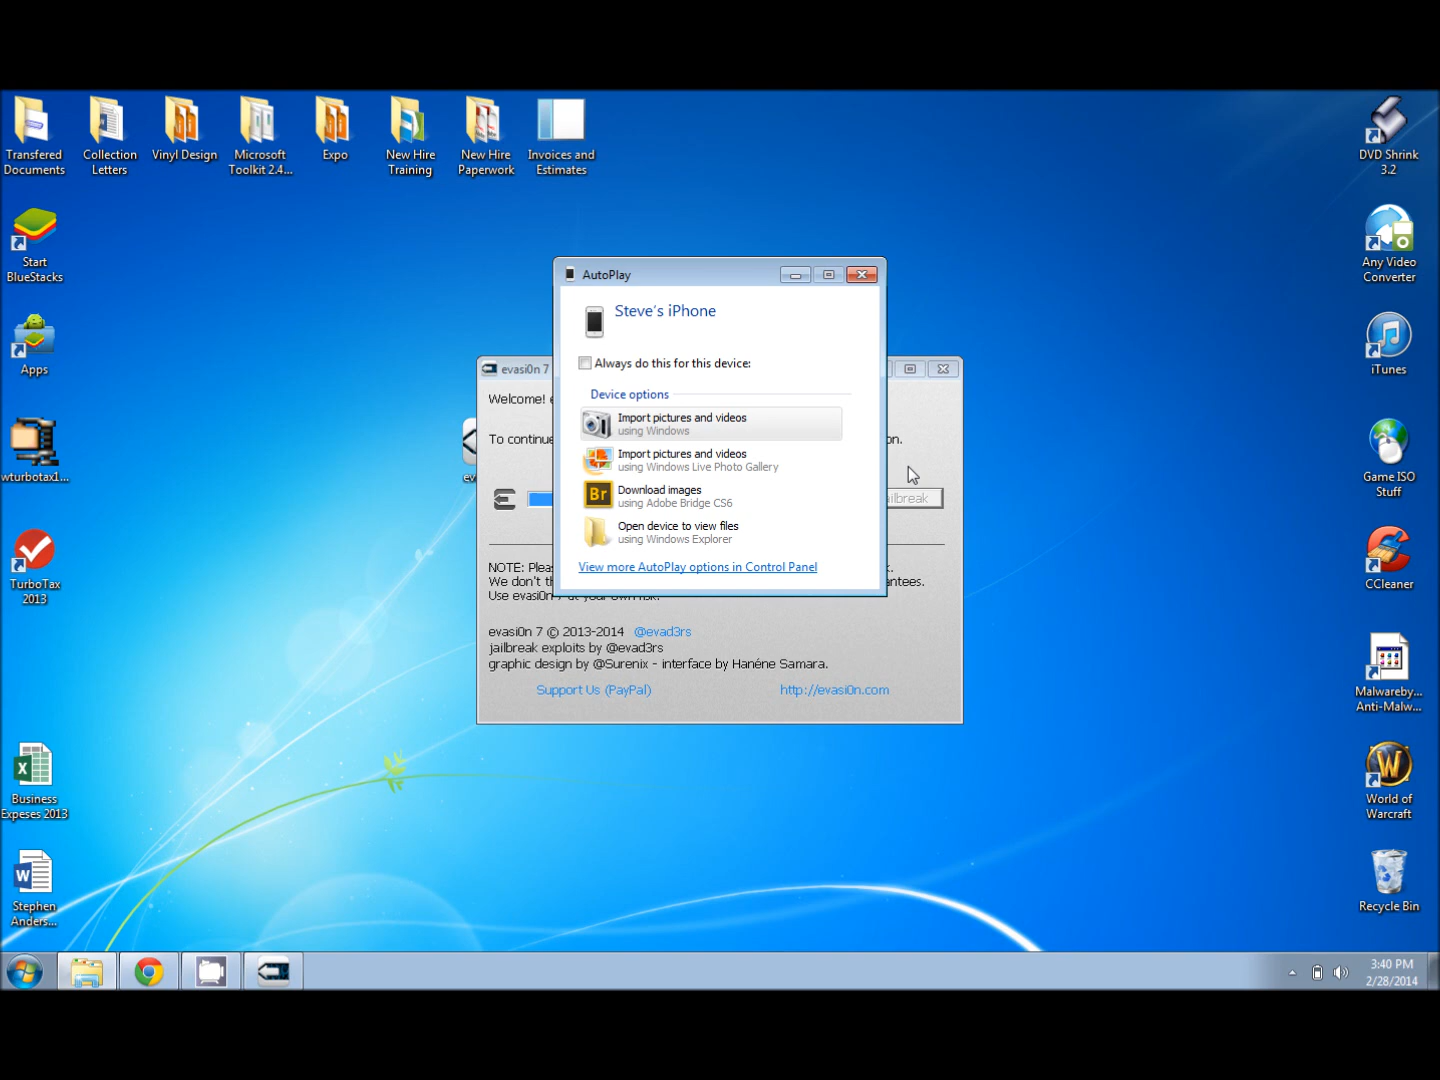 Transfered
Documents
Collection
Letters
Vinyl Design
Microsoft
Toolkit 2.4...
Expo
New Hire
Training
New Hire
Paperwork
Invoices and
Estimates
DVD Shrink
3.2
Start
BlueStacks
Any Video
Converter
Apps
iTunes
wturbotax1...
Game ISO
Stuff
TurboTax
2013
CCleaner
Malwareby...
Anti-Malw...
Business
Expeses 2013
World of
Warcraft
Stephen
Anders...
Recycle Bin
AutoPlay
Steve's iPhone
Always do this for this device:
Device options
Import pictures and videos
using Windows
Import pictures and videos
using Windows Live Photo Gallery
Br
Download images
using Adobe Bridge CS6
Open device to view files
using Windows Explorer
View more AutoPlay options in Control Panel
evasi0n 7
Welcome! e
To continue
on.
ailbreak
NOTE: Plea
k.
We don't th
antees.
Use evasi0n 7 at your own risk.
evasi0n 7 © 2013-2014 @evad3rs
jailbreak exploits by @evad3rs
graphic design by @Surenix - interface by Hanéne Samara.
Support Us (PayPal)
http://evasi0n.com
ev
3:40 PM
2/28/2014